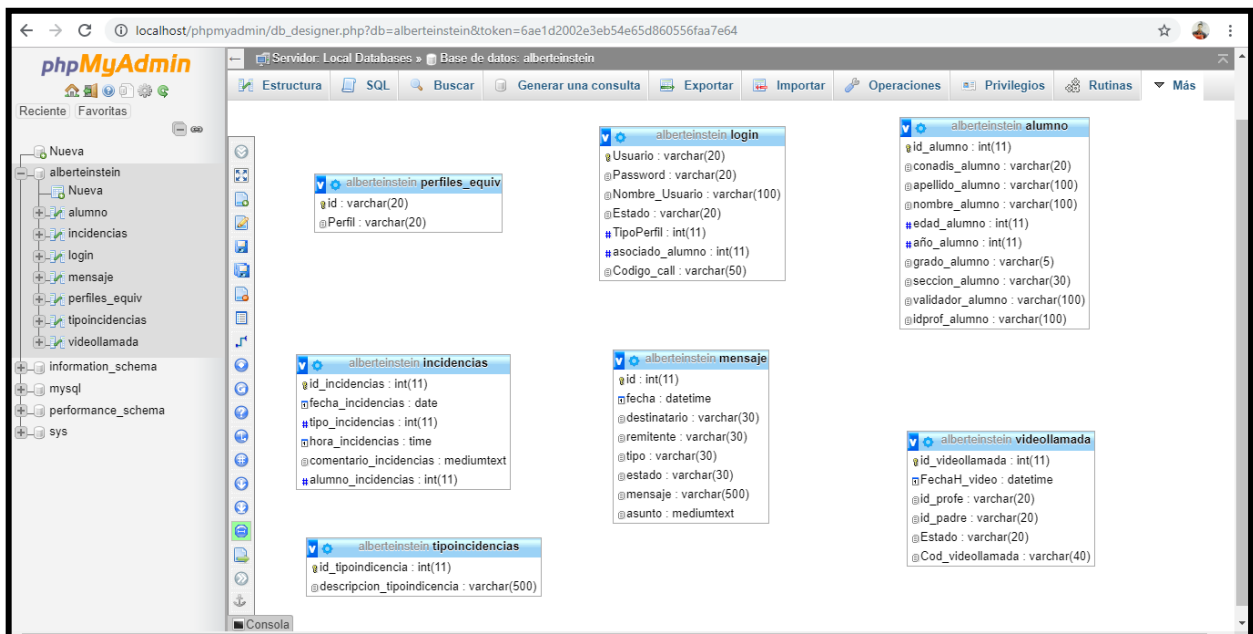 localhost/phpmyadmin/db_designer.php?db=alberteinstein&token=6ae1d2002e3eb54e65d860556faa7e64
phpMyAdmin
Reciente Favoritas
Nueva
alberteinstein
Nueva
alumno
incidencias
login
mensaje
perfiles_equiv
tipoincidencias
videollamada
information_schema
mysql
performance_schema
sys
Servidor: Local Databases » Base de datos: alberteinstein
Estructura SQL Buscar Generar una consulta Exportar Importar Operaciones Privilegios Rutinas Más
alberteinstein perfiles_equiv
id : varchar(20)
Perfil : varchar(20)
alberteinstein login
Usuario : varchar(20)
Password : varchar(20)
Nombre_Usuario : varchar(100)
Estado : varchar(20)
# TipoPerfil : int(11)
# asociado_alumno : int(11)
Codigo_call : varchar(50)
alberteinstein alumno
id_alumno : int(11)
conadis_alumno : varchar(20)
apellido_alumno : varchar(100)
nombre_alumno : varchar(100)
# edad_alumno : int(11)
# año_alumno : int(11)
grado_alumno : varchar(5)
seccion_alumno : varchar(30)
validador_alumno : varchar(100)
idprof_alumno : varchar(100)
alberteinstein incidencias
id_incidencias : int(11)
fecha_incidencias : date
# tipo_incidencias : int(11)
hora_incidencias : time
comentario_incidencias : mediumtext
# alumno_incidencias : int(11)
alberteinstein mensaje
id : int(11)
fecha : datetime
destinatario : varchar(30)
remitente : varchar(30)
tipo : varchar(30)
estado : varchar(30)
mensaje : varchar(500)
asunto : mediumtext
alberteinstein videollamada
id_videollamada : int(11)
FechaH_video : datetime
id_profe : varchar(20)
id_padre : varchar(20)
Estado : varchar(20)
Cod_videollamada : varchar(40)
alberteinstein tipoincidencias
id_tipoindicencia : int(11)
descripcion_tipoindicencia : varchar(500)
Consola